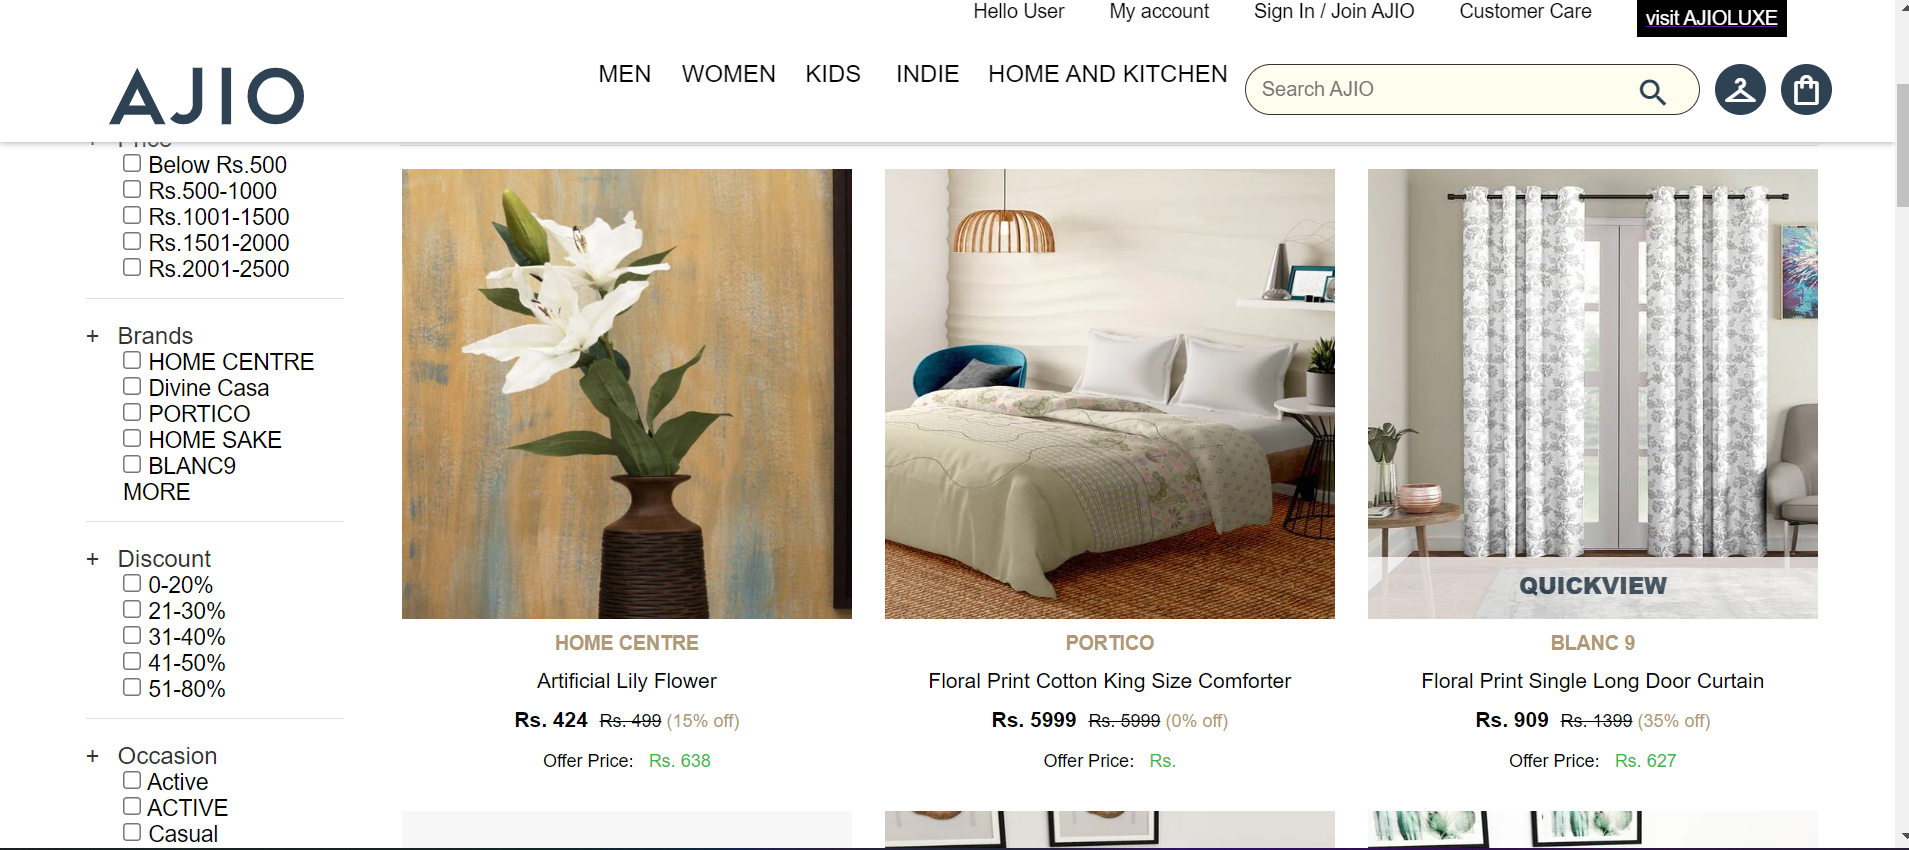 Hello User My account Sign In / Join AJIO Customer Care visit AJIOLUXE
AJIO
MEN WOMEN KIDS INDIE HOME AND KITCHEN
Search AJIO
+ Price
Below Rs.500
Rs.500-1000
Rs.1001-1500
Rs.1501-2000
Rs.2001-2500
+ Brands
HOME CENTRE
Divine Casa
PORTICO
HOME SAKE
BLANC9
MORE
+ Discount
0-20%
21-30%
31-40%
41-50%
51-80%
+ Occasion
Active
ACTIVE
Casual
HOME CENTRE
Artificial Lily Flower
Rs. 424 Rs. 499 (15% off)
Offer Price: Rs. 638
PORTICO
Floral Print Cotton King Size Comforter
Rs. 5999 Rs. 5999 (0% off)
Offer Price: Rs.
QUICKVIEW
BLANC 9
Floral Print Single Long Door Curtain
Rs. 909 Rs. 1399 (35% off)
Offer Price: Rs. 627